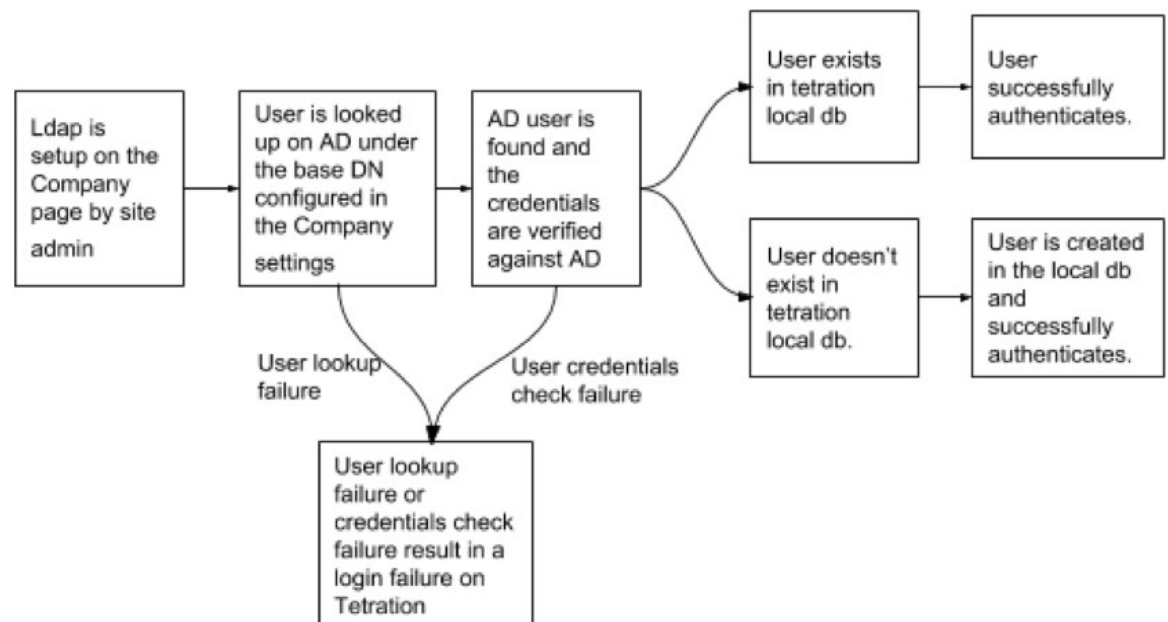 Ldap is
setup on the
Company
page by site
admin
User is looked
up on AD under
the base DN
configured in
the Company
settings
AD user is
found and
the
credentials
are verified
against AD
User exists
in tetration
local db
User
successfully
authenticates.
User doesn't
exist in
tetration
local db.
User is created
in the local db
and
successfully
authenticates.
User lookup
failure
User credentials
check failure
User lookup
failure or
credentials check
failure result in a
login failure on
Tetration